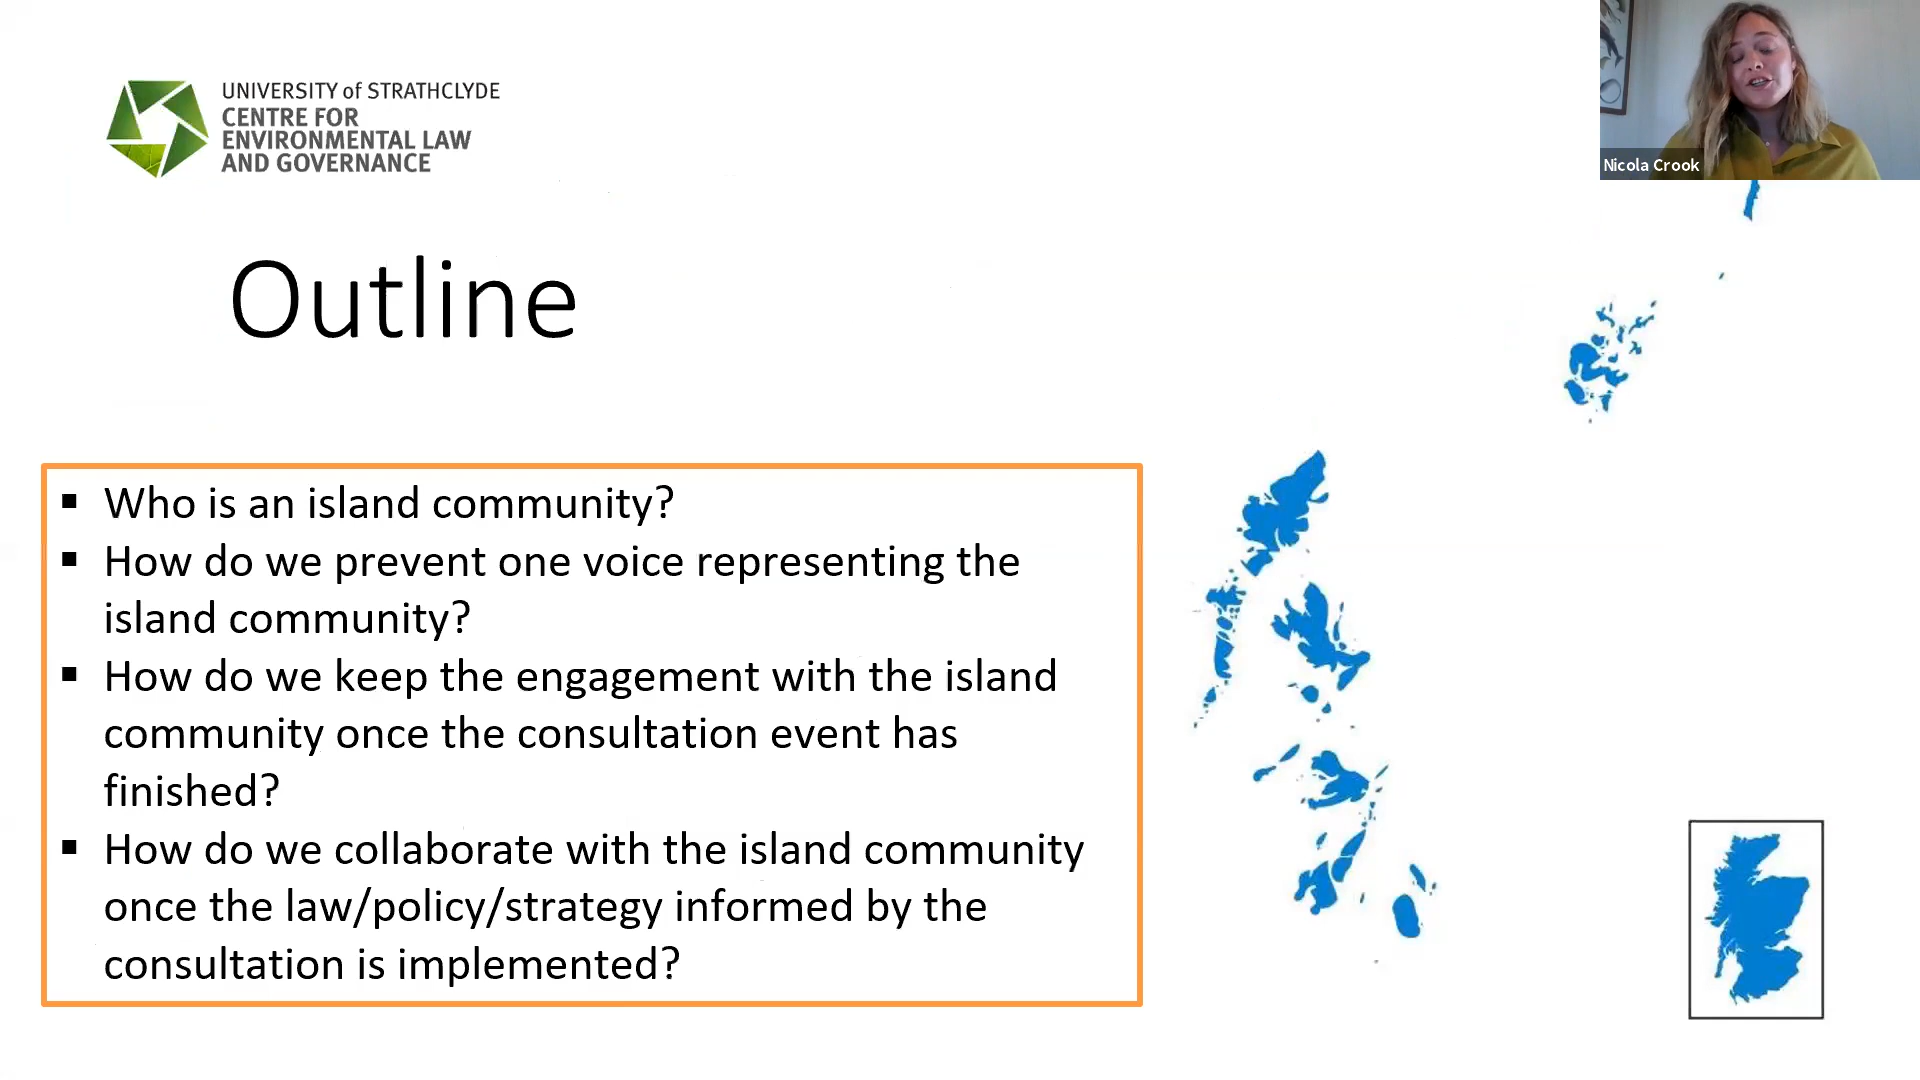 UNIVERSITY of STRATHCLYDE
CENTRE FOR
ENVIRONMENTAL LAW
AND GOVERNANCE
Nicola Crook
Outline
▪ Who is an island community?
▪ How do we prevent one voice representing the
island community?
▪ How do we keep the engagement with the island
community once the consultation event has
finished?
▪ How do we collaborate with the island community
once the law/policy/strategy informed by the
consultation is implemented?